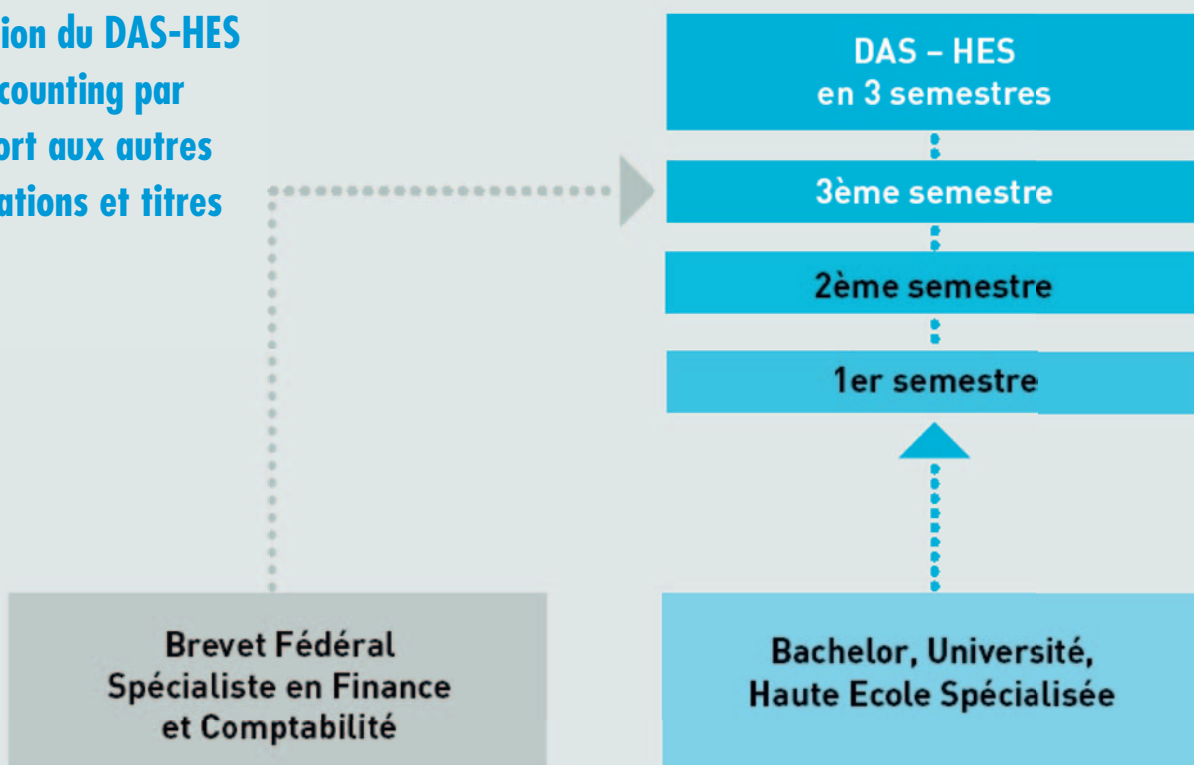 ion du DAS-HES
counting par
ort aux autres
ations et titres
DAS – HES
en 3 semestres
3ème semestre
2ème semestre
1er semestre
Brevet Fédéral
Spécialiste en Finance
et Comptabilité
Bachelor, Université,
Haute Ecole Spécialisée